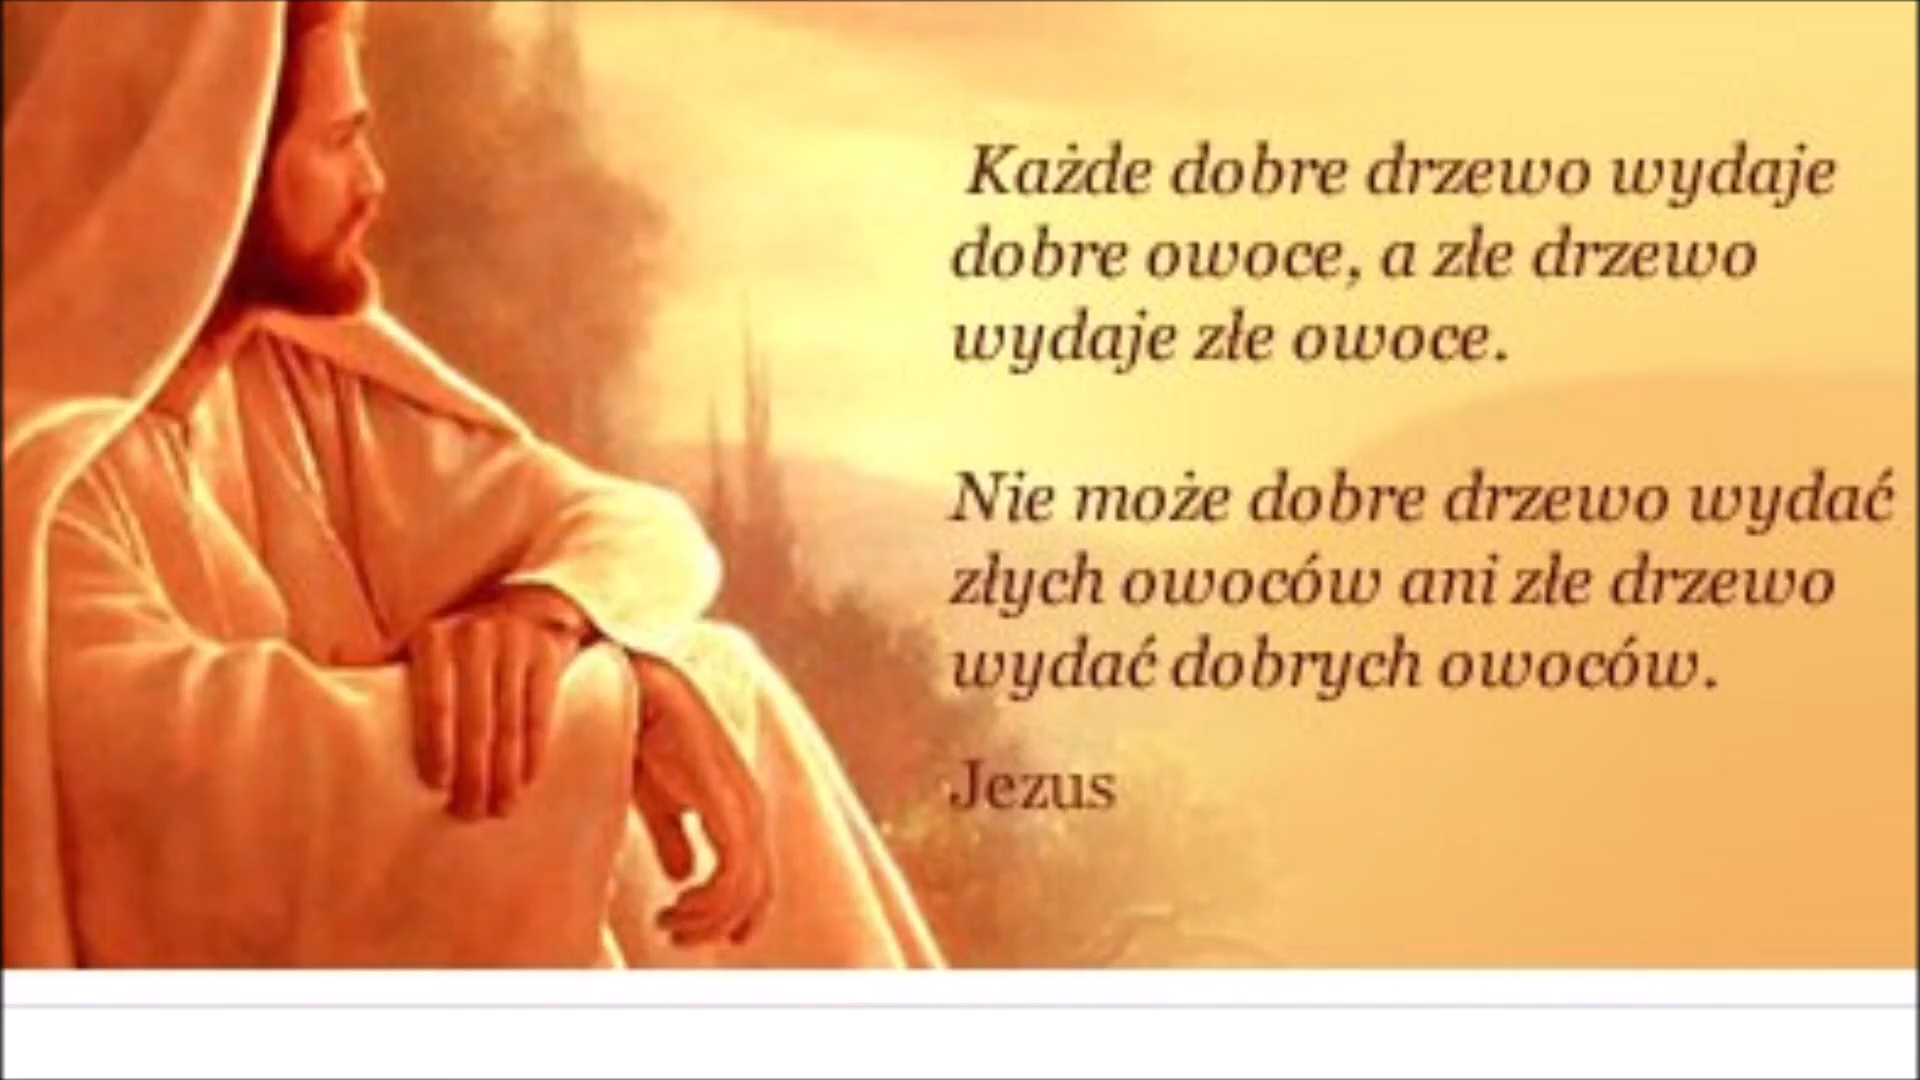 Każde dobre drzewo wydaje
dobre owoce, a złe drzewo
wydaje złe owoce.
Nie może dobre drzewo wydać
złych owoców ani złe drzewo
wydać dobrych owoców.
Jezus